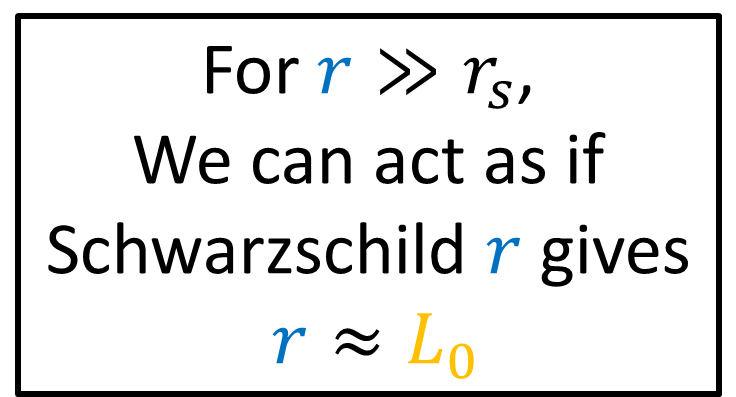 For r ≫ rₛ,
We can act as if
Schwarzschild r gives
r ≈ L₀